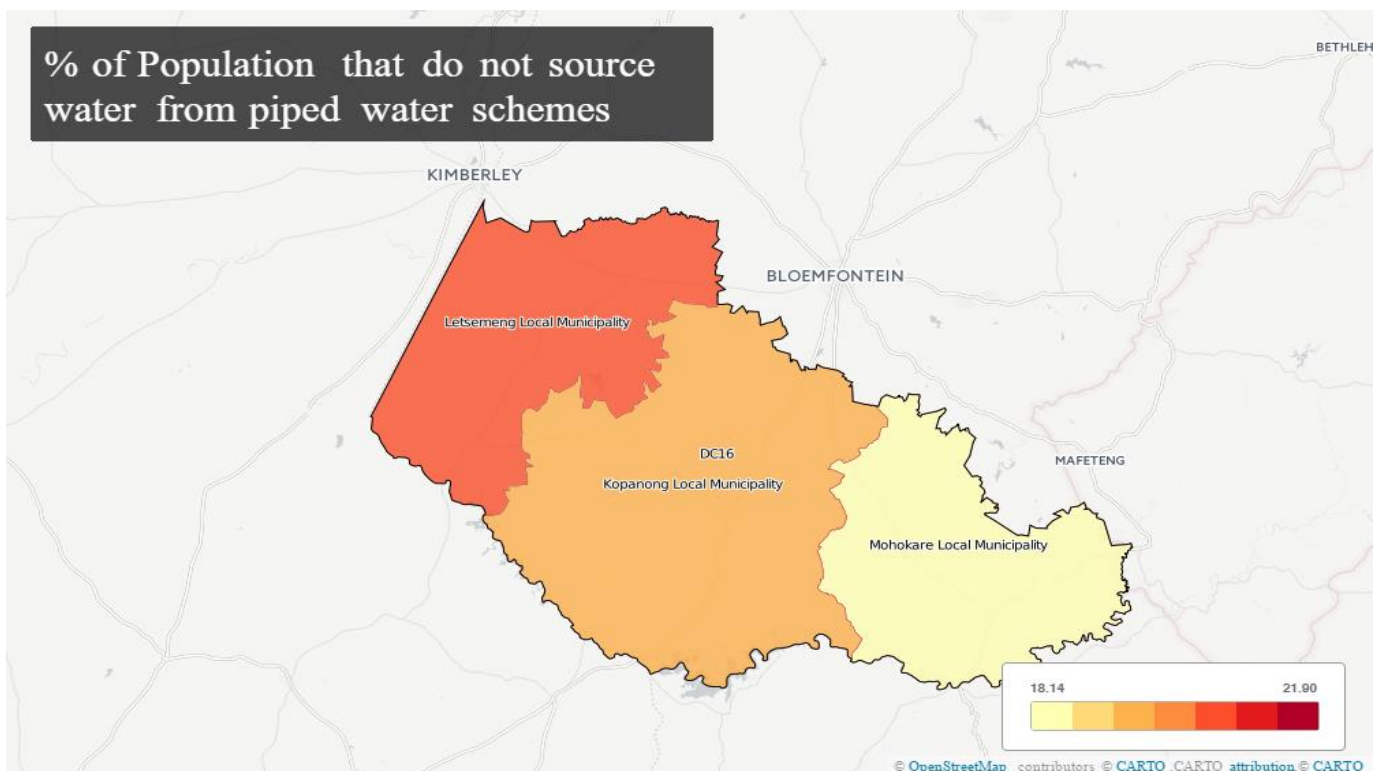 % of Population that do not source
water from piped water schemes
BETHLEH
KIMBERLEY
BLOEMFONTEIN
Letsemeng Local Municipality
DC16
MAFETENG
Kopanong Local Municipality
Mohokare Local Municipality
18.14 21.90
© OpenStreetMap contributors © CARTO ,CARTO attribution,© CARTO